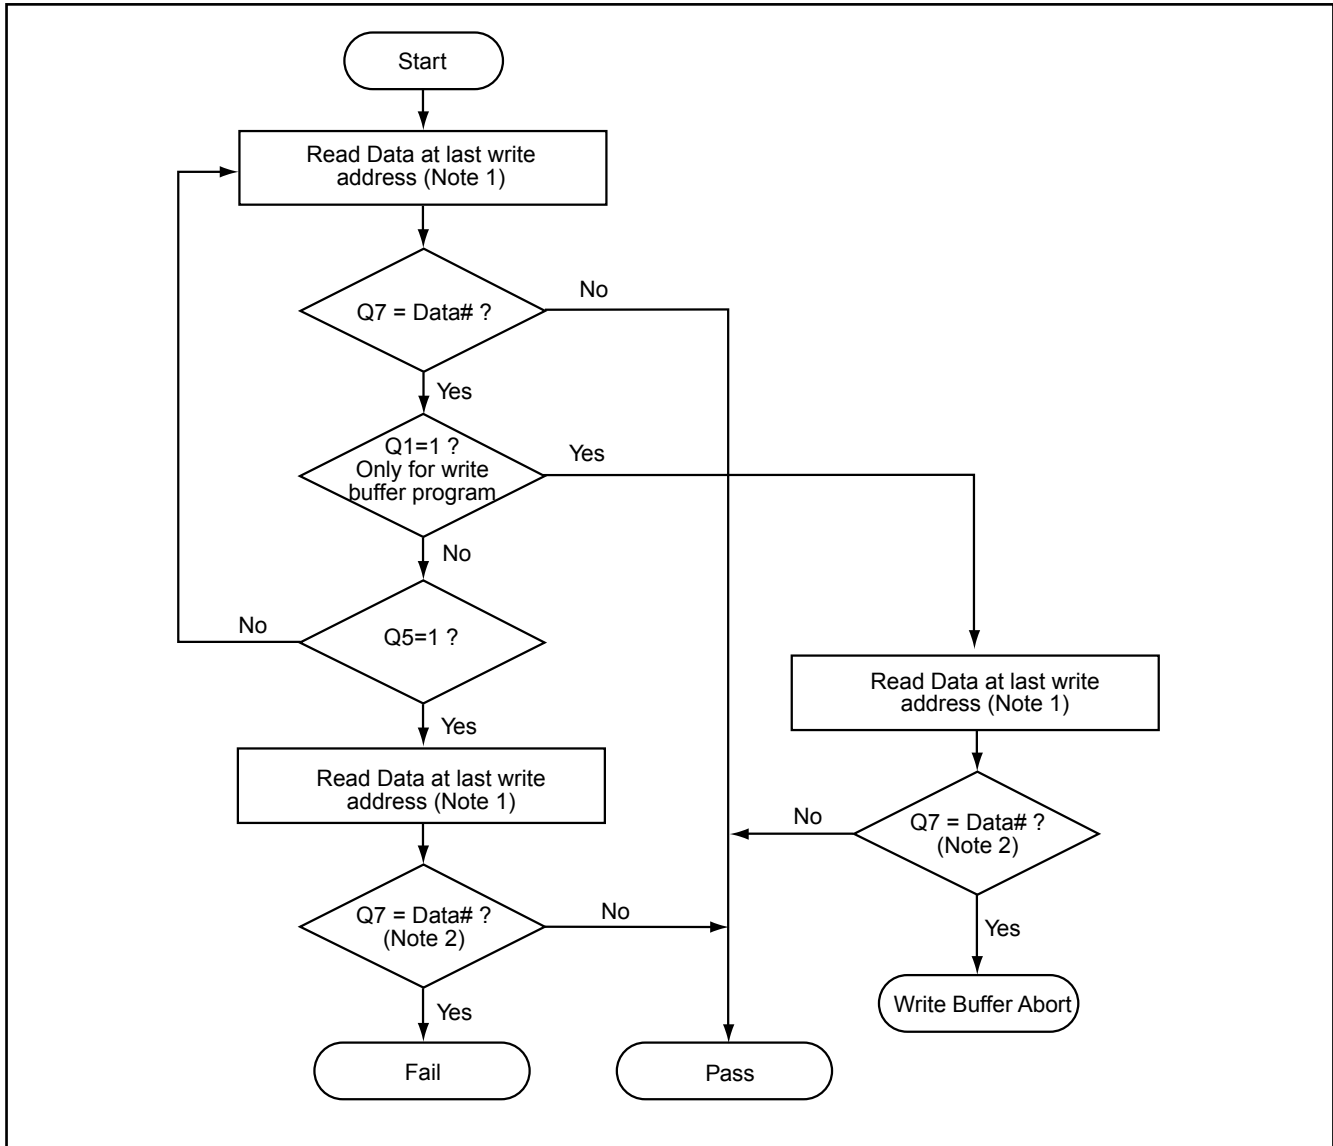 Start
Read Data at last write
address (Note 1)
Q7 = Data# ?
No
Yes
Q1=1 ?
Only for write
buffer program
Yes
No
Q5=1 ?
No
Yes
Read Data at last write
address (Note 1)
Q7 = Data# ?
(Note 2)
No
Yes
Fail
Pass
Read Data at last write
address (Note 1)
Q7 = Data# ?
(Note 2)
No
Yes
Write Buffer Abort